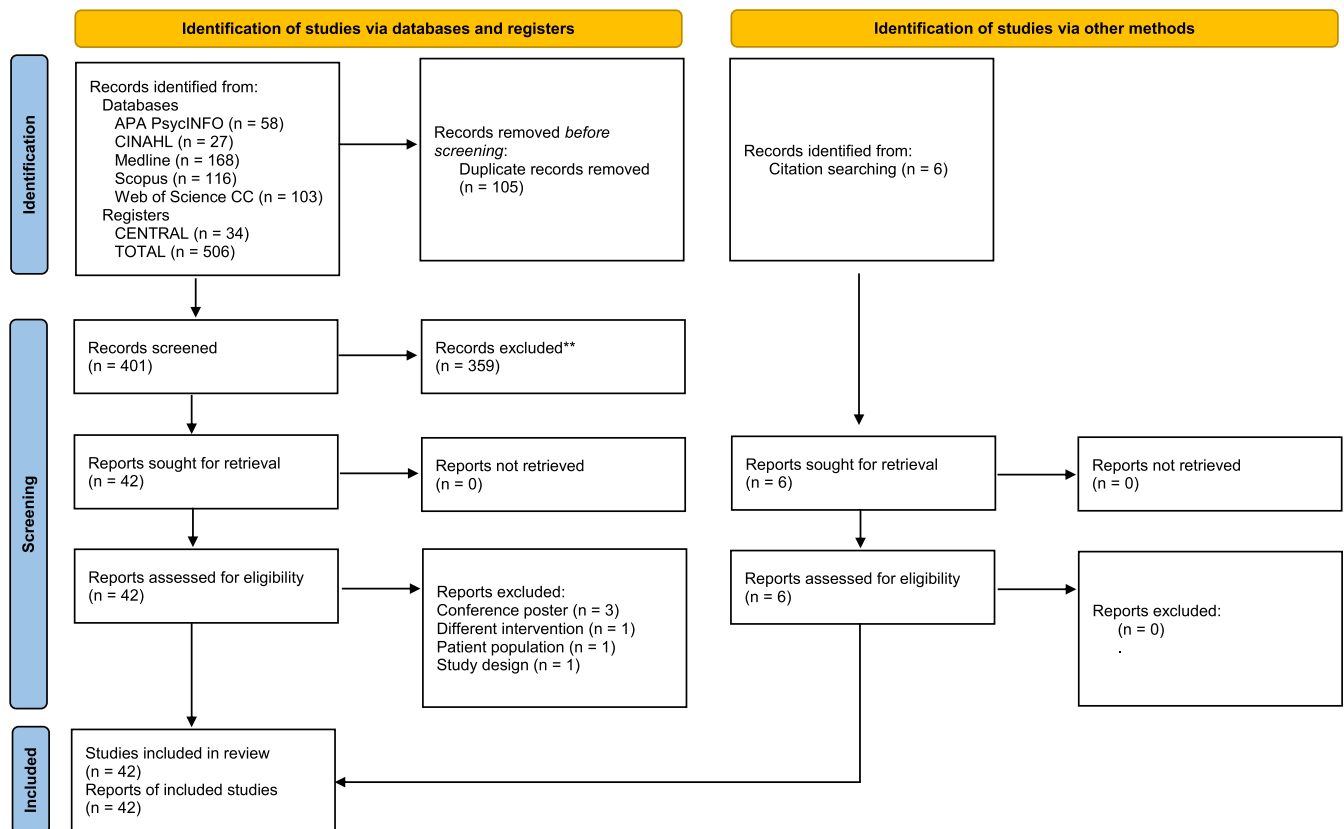 Identification of studies via databases and registers
Identification of studies via other methods
Identification
Records identified from:
Databases
APA PsycINFO (n = 58)
CINAHL (n = 27)
Medline (n = 168)
Scopus (n = 116)
Web of Science CC (n = 103)
Registers
CENTRAL (n = 34)
TOTAL (n = 506)
Records removed before
screening:
Duplicate records removed
(n = 105)
Records identified from:
Citation searching (n = 6)
Screening
Records screened
(n = 401)
Records excluded**
(n = 359)
Reports sought for retrieval
(n = 42)
Reports not retrieved
(n = 0)
Reports sought for retrieval
(n = 6)
Reports not retrieved
(n = 0)
Reports assessed for eligibility
(n = 42)
Reports excluded:
Conference poster (n = 3)
Different intervention (n = 1)
Patient population (n = 1)
Study design (n = 1)
Reports assessed for eligibility
(n = 6)
Reports excluded:
(n = 0)
.
Included
Studies included in review
(n = 42)
Reports of included studies
(n = 42)